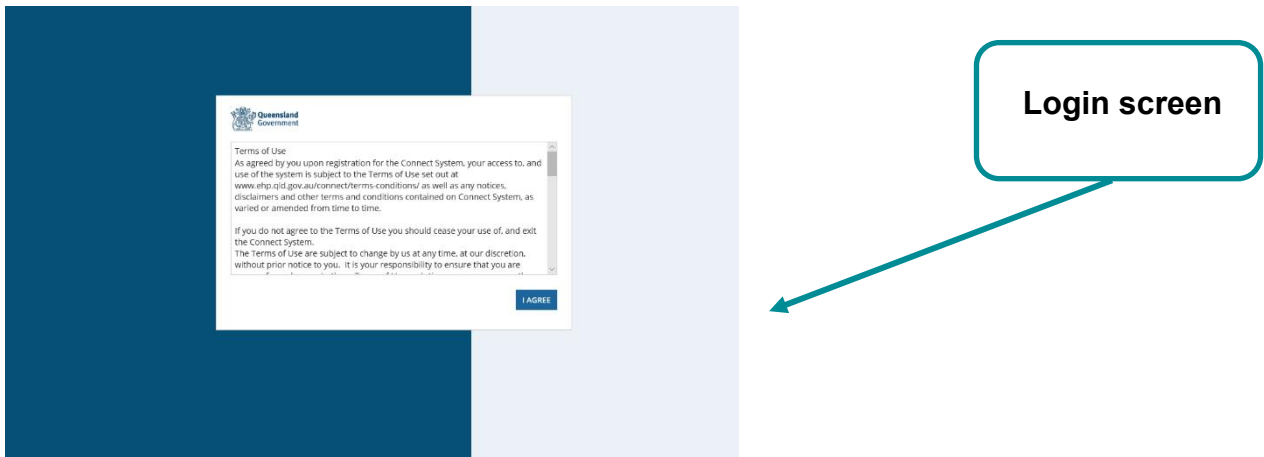 Queensland
Government
Terms of Use
As agreed by you upon registration for the Connect System, your access to, and
use of the system is subject to the Terms of Use set out at
www.ehp.qld.gov.au/connect/terms-conditions/ as well as any notices,
disclaimers and other terms and conditions contained on Connect System, as
varied or amended from time to time.
If you do not agree to the Terms of Use you should cease your use of, and exit
the Connect System.
The Terms of Use are subject to change by us at any time, at our discretion,
without prior notice to you. It is your responsibility to ensure that you are
I AGREE
Login screen